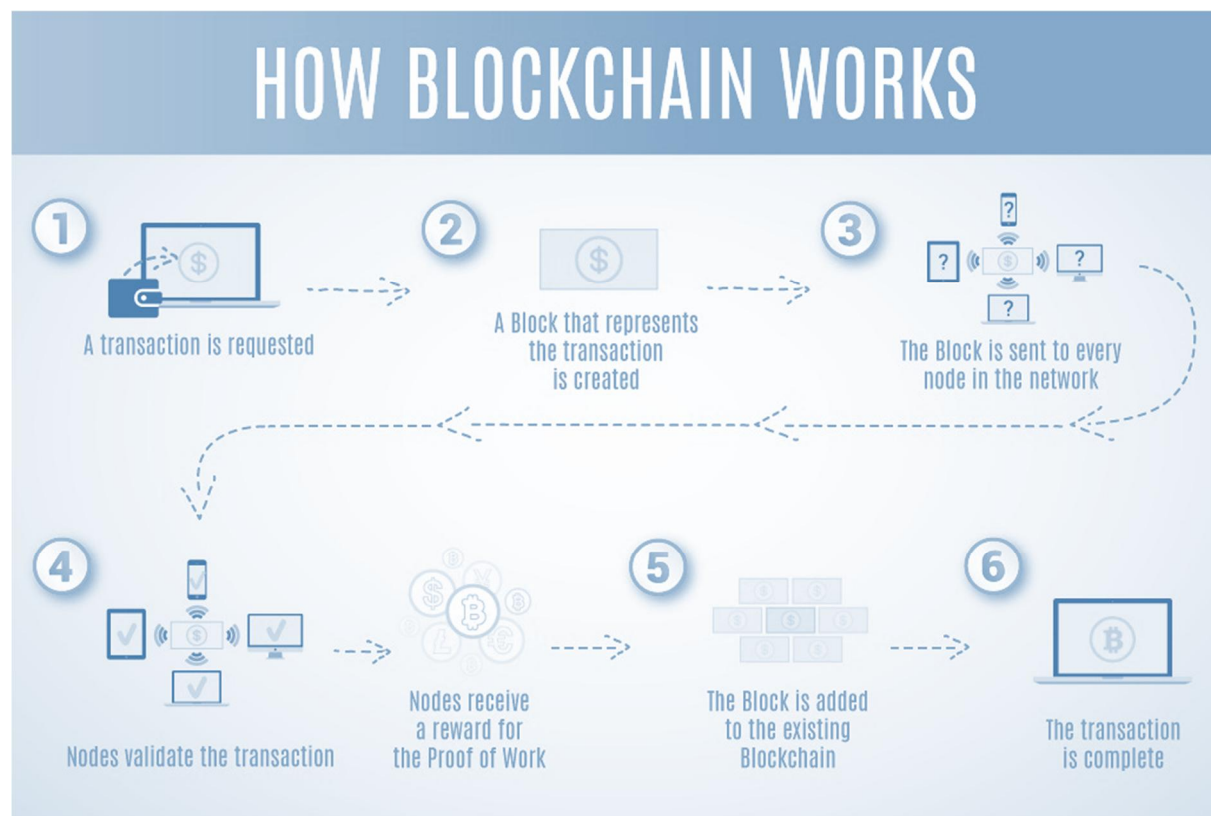 HOW BLOCKCHAIN WORKS
1
$
A transaction is requested
2
$
A Block that represents
the transaction
is created
3
?
? $ ?
?
The Block is sent to every
node in the network
4
$
Nodes validate the transaction
$ ₿ £ €
Nodes receive
a reward for
the Proof of Work
5
$ $
$ $ $
$ $
The Block is added
to the existing
Blockchain
6
₿
The transaction
is complete